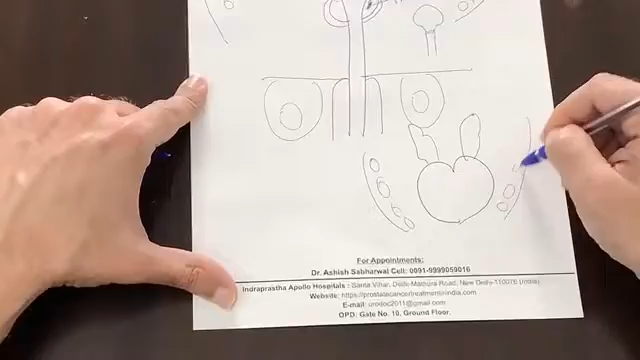 For Appointments:
Dr. Ashish Sabharwal Cell: 0091-9999059016
Indraprastha Apollo Hospitals : Sarita Vihar, Delhi-Mathura Road, New Delhi-110076 (India)
Website: https://prostatecancertreatmentsindia.com
E-mail: urodoc2011@gmail.com
OPD: Gate No. 10, Ground Floor.